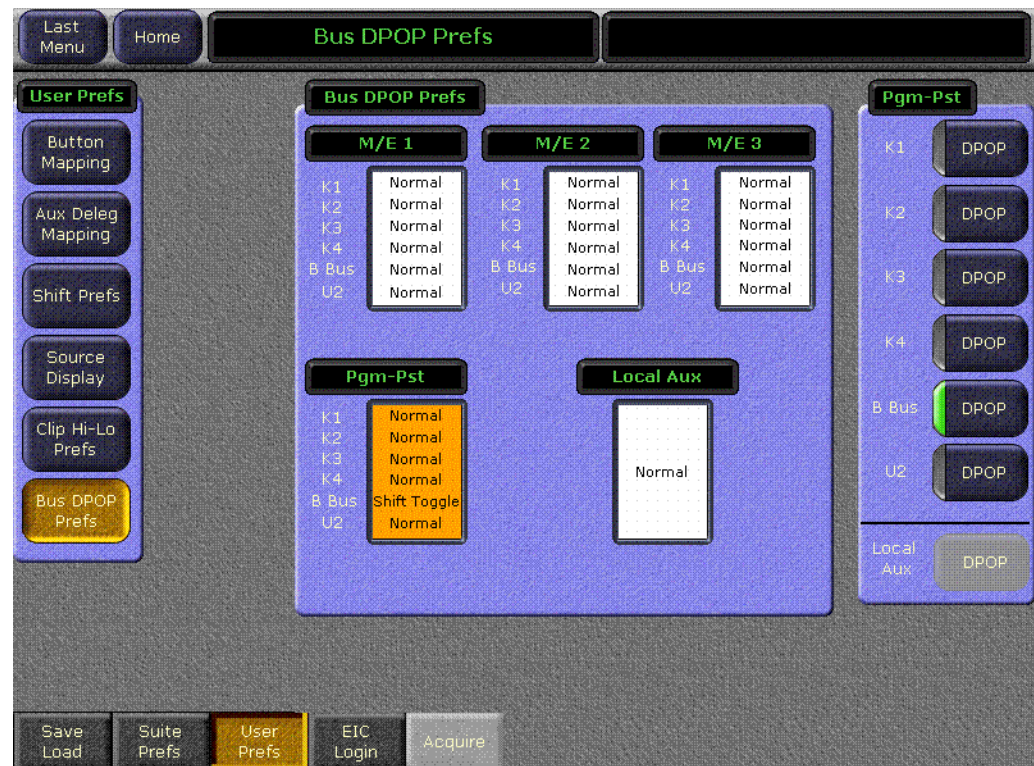 Last
Menu
Home
Bus DPOP Prefs
User Prefs
Button
Mapping
Aux Deleg
Mapping
Shift Prefs
Source
Display
Clip Hi-Lo
Prefs
Bus DPOP
Prefs
Bus DPOP Prefs
M/E 1
K1 Normal
K2 Normal
K3 Normal
K4 Normal
B Bus Normal
U2 Normal
M/E 2
K1 Normal
K2 Normal
K3 Normal
K4 Normal
B Bus Normal
U2 Normal
M/E 3
K1 Normal
K2 Normal
K3 Normal
K4 Normal
B Bus Normal
U2 Normal
Pgm-Pst
K1 Normal
K2 Normal
K3 Normal
K4 Normal
B Bus Shift Toggle
U2 Normal
Local Aux
Normal
Pgm-Pst
K1 DPOP
K2 DPOP
K3 DPOP
K4 DPOP
B Bus DPOP
U2 DPOP
Local
Aux
DPOP
Save
Load
Suite
Prefs
User
Prefs
EIC
Login
Acquire